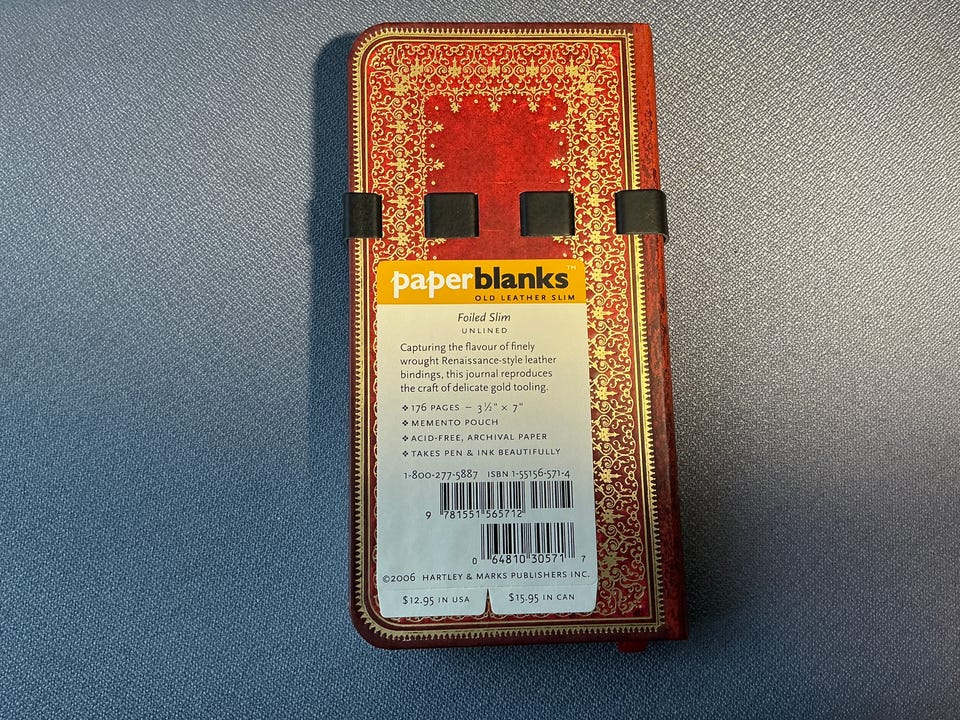 paperblanks™
OLD LEATHER SLIM
Foiled Slim
UNLINED
Capturing the flavour of finely
wrought Renaissance-style leather
bindings, this journal reproduces
the craft of delicate gold tooling.
❖ 176 PAGES – 3½" × 7"
❖ MEMENTO POUCH
❖ ACID-FREE, ARCHIVAL PAPER
❖ TAKES PEN & INK BEAUTIFULLY
1-800-277-5887 ISBN 1-55156-571-4
9 781551 565712
0 64810 30571 7
©2006 HARTLEY & MARKS PUBLISHERS INC.
$12.95 IN USA $15.95 IN CAN